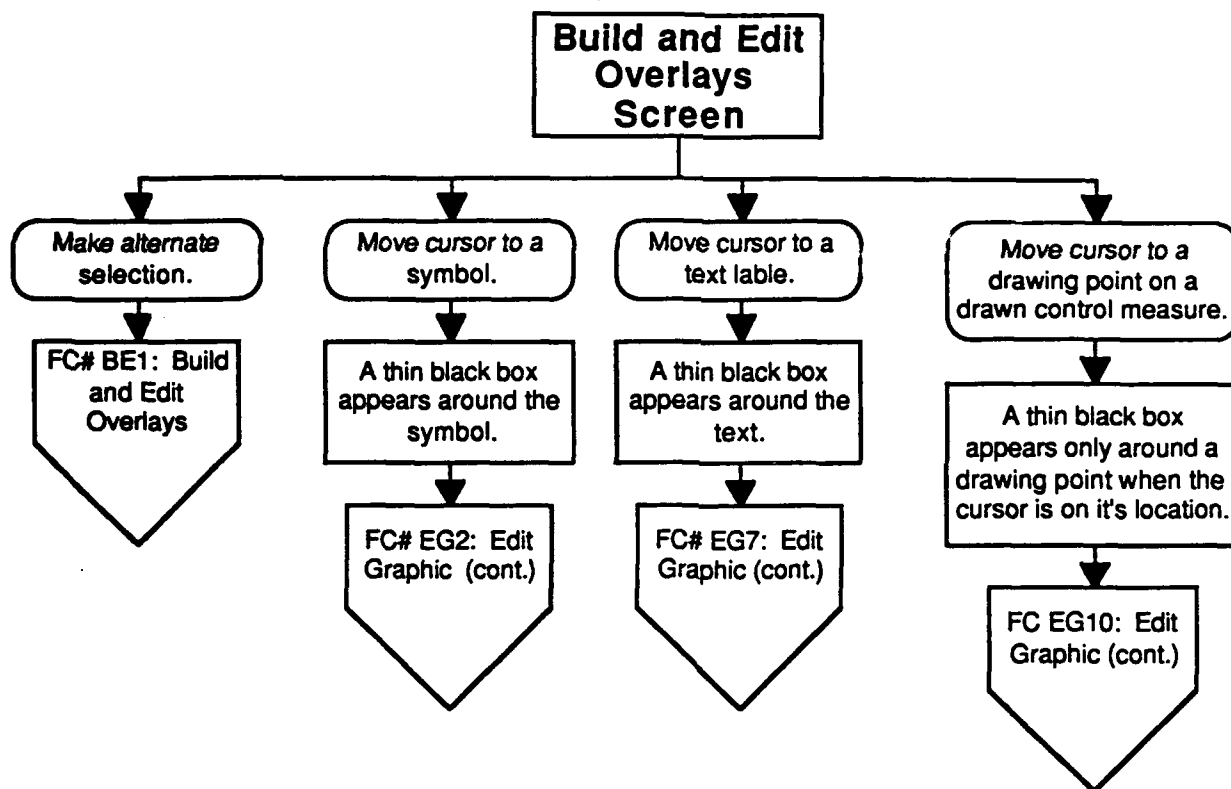 Build and Edit
Overlays
Screen
Make alternate
selection.
FC# BE1: Build
and Edit
Overlays
Move cursor to a
symbol.
A thin black box
appears around the
symbol.
FC# EG2: Edit
Graphic (cont.)
Move cursor to a
text lable.
A thin black box
appears around the
text.
FC# EG7: Edit
Graphic (cont.)
Move cursor to a
drawing point on a
drawn control measure.
A thin black box
appears only around a
drawing point when the
cursor is on it's location.
FC EG10: Edit
Graphic (cont.)